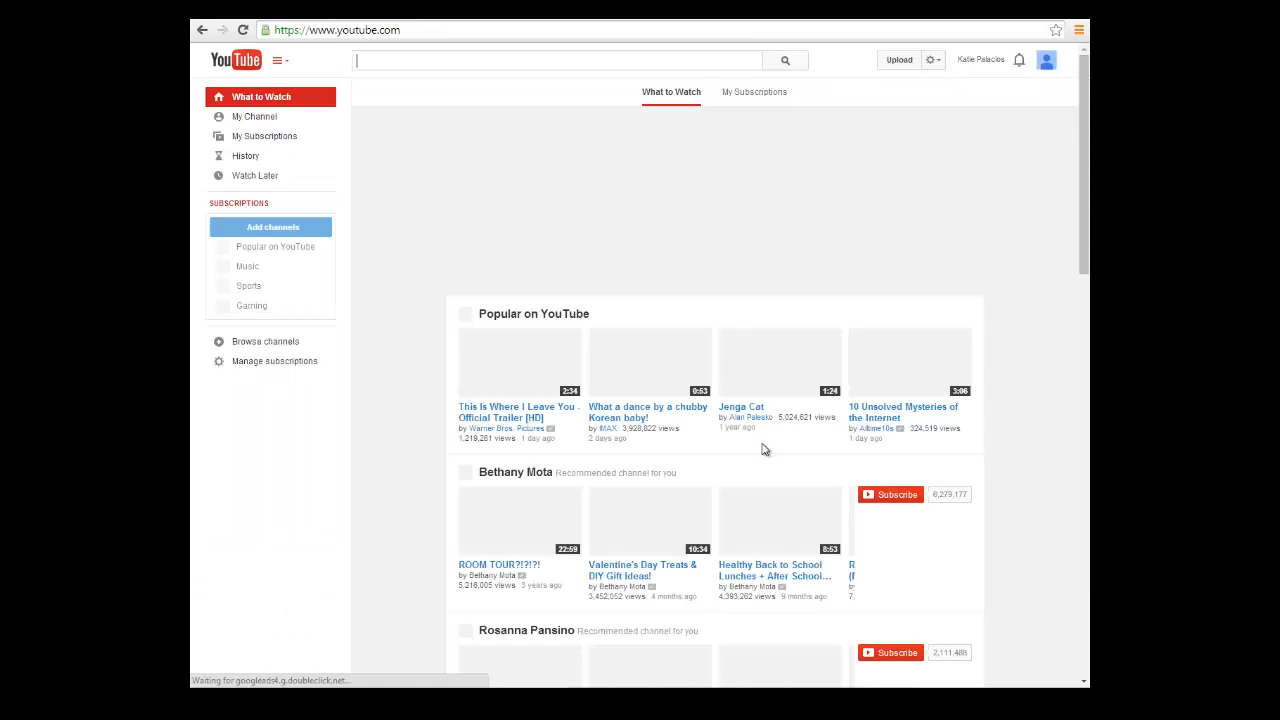 https://www.youtube.com
YouTube
Upload
Katie Palacios
What to Watch
My Subscriptions
What to Watch
My Channel
My Subscriptions
History
Watch Later
SUBSCRIPTIONS
Add channels
Popular on YouTube
Music
Sports
Gaming
Browse channels
Manage subscriptions
Popular on YouTube
2:34
0:53
1:24
3:06
This Is Where I Leave You -
Official Trailer [HD]
by Warner Bros. Pictures
1,219,261 views 1 day ago
What a dance by a chubby
Korean baby!
by IMAX 3,928,822 views
2 days ago
Jenga Cat
by Alan Palesko 5,024,621 views
1 year ago
10 Unsolved Mysteries of
the Internet
by Alltime10s 324,519 views
1 day ago
Bethany Mota Recommended channel for you
Subscribe 6,279,177
22:59
10:34
8:53
ROOM TOUR?!?!?!
by Bethany Mota
5,216,005 views 3 years ago
Valentine's Day Treats &
DIY Gift Ideas!
by Bethany Mota
3,452,052 views 4 months ago
Healthy Back to School
Lunches + After School...
by Bethany Mota
4,393,262 views 9 months ago
Rosanna Pansino Recommended channel for you
Subscribe 2,111,488
Waiting for googleads4.g.doubleclick.net...